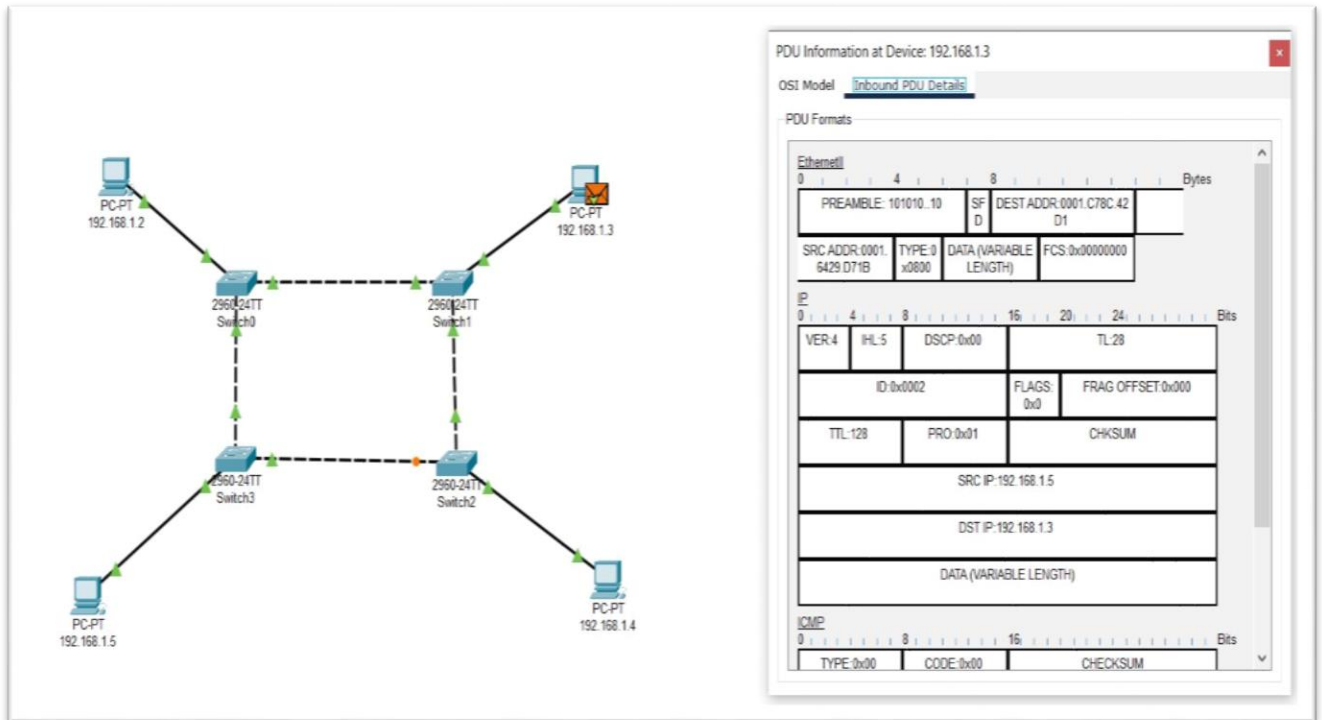 PC-PT
192.168.1.2
PC-PT
192.168.1.3
2960-24TT
Switch0
2960-24TT
Switch1
2960-24TT
Switch3
2960-24TT
Switch2
PC-PT
192.168.1.5
PC-PT
192.168.1.4
PDU Information at Device: 192.168.1.3
x
OSI Model Inbound PDU Details
PDU Formats
EthernetII
0 4 8 Bytes
PREAMBLE: 101010..10 SF DEST ADDR:0001.C78C.42
D D1
SRC ADDR:0001. TYPE:0 DATA (VARIABLE FCS:0x00000000
6429.D71B x0800 LENGTH)
IP
0 4 8 16 20 24 Bits
VER:4 IHL:5 DSCP:0x00 TL:28
ID:0x0002 FLAGS: FRAG OFFSET:0x000
0x0
TTL:128 PRO:0x01 CHKSUM
SRC IP:192.168.1.5
DST IP:192.168.1.3
DATA (VARIABLE LENGTH)
ICMP
0 8 16 Bits
TYPE:0x00 CODE:0x00 CHECKSUM